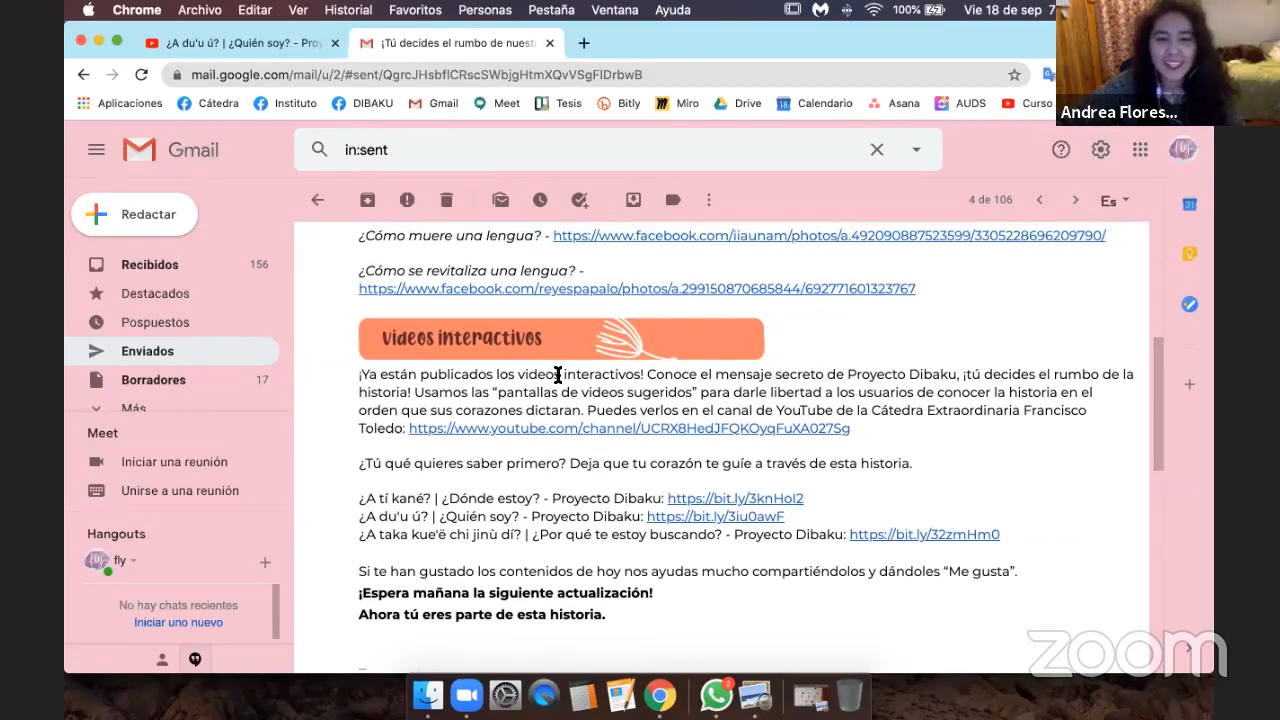 Chrome Archivo Editar Ver Historial Favoritos Personas Pestaña Ventana Ayuda 100% Vie 18 de sep 7
¿A du'u ú? | ¿Quién soy? - Proy
¡Tú decides el rumbo de nuest
mail.google.com/mail/u/2/#sent/QgrcJHsbflCRscSWbjgHtmXQvVSgFlDrbwB
Aplicaciones Cátedra Instituto DIBAKU Gmail Meet Tesis Bitly Miro Drive Calendario Asana AUDS Curso
Andrea Flores...
Gmail
in:sent
fly
Redactar
4 de 106
Es
Recibidos 156
Destacados
Pospuestos
Enviados
Borradores 17
Más
Meet
Iniciar una reunión
Unirse a una reunión
Hangouts
fly
No hay chats recientes
Iniciar uno nuevo
¿Cómo muere una lengua? - https://www.facebook.com/iiaunam/photos/a.492090887523599/3305228696209790/
¿Cómo se revitaliza una lengua? -
https://www.facebook.com/reyespapalo/photos/a.299150870685844/692771601323767
videos interactivos
¡Ya están publicados los videos interactivos! Conoce el mensaje secreto de Proyecto Dibaku, ¡tú decides el rumbo de la
historia! Usamos las “pantallas de videos sugeridos” para darle libertad a los usuarios de conocer la historia en el
orden que sus corazones dictaran. Puedes verlos en el canal de YouTube de la Cátedra Extraordinaria Francisco
Toledo: https://www.youtube.com/channel/UCRX8HedJFQKOyqFuXA027Sg
¿Tú qué quieres saber primero? Deja que tu corazón te guíe a través de esta historia.
¿A tí kané? | ¿Dónde estoy? - Proyecto Dibaku: https://bit.ly/3knHoI2
¿A du'u ú? | ¿Quién soy? - Proyecto Dibaku: https://bit.ly/3iu0awF
¿A taka kue'ë chi jinù dí? | ¿Por qué te estoy buscando? - Proyecto Dibaku: https://bit.ly/32zmHm0
Si te han gustado los contenidos de hoy nos ayudas mucho compartiéndolos y dándoles “Me gusta”.
¡Espera mañana la siguiente actualización!
Ahora tú eres parte de esta historia.
--
zoom
2